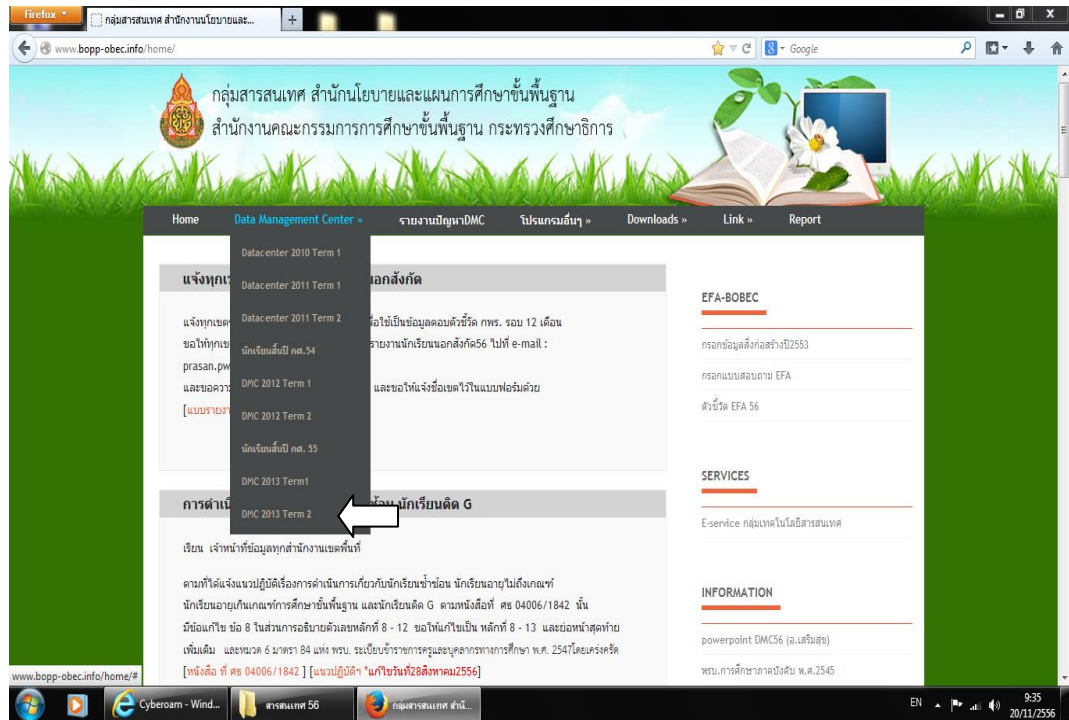 Firefox
กลุ่มสารสนเทศ สำนักงานนโยบายและ...
www.bopp-obec.info/home/
Google
กลุ่มสารสนเทศ สำนักนโยบายและแผนการศึกษาขั้นพื้นฐาน
สำนักงานคณะกรรมการการศึกษาขั้นพื้นฐาน กระทรวงศึกษาธิการ
Home Data Management Center » รายงานปัญหาDMC โปรแกรมอื่นๆ » Downloads » Link » Report
Datacenter 2010 Term 1
Datacenter 2011 Term 1
Datacenter 2011 Term 2
นักเรียนสิ้นปี กศ.54
DMC 2012 Term 1
DMC 2012 Term 2
นักเรียนสิ้นปี กศ. 55
DMC 2013 Term1
DMC 2013 Term 2
แจ้งทุกเ นอกสังกัด
แจ้งทุกเขต ื่อใช้เป็นข้อมูลตอบตัวชี้วัด กพร. รอบ 12 เดือน
ขอให้ทุกเข รายงานนักเรียนนอกสังกัด56 ไปที่ e-mail :
prasan.pw
และขอความ และขอให้แจ้งชื่อเขตไว้ในแบบฟอร์มด้วย
[แบบรายงา
การดำเนิ ซ้อน นักเรียนติด G
เรียน เจ้าหน้าที่ข้อมูลทุกสำนักงานเขตพื้นที่
ตามที่ได้แจ้งแนวปฏิบัติเรื่องการดำเนินการเกี่ยวกับนักเรียนซ้ำซ้อน นักเรียนอายุไม่ถึงเกณฑ์
นักเรียนอายุเกินเกณฑ์การศึกษาขั้นพื้นฐาน และนักเรียนติด G ตามหนังสือที่ ศธ 04006/1842 นั้น
มีข้อแก้ไข ข้อ 8 ในส่วนการอธิบายตัวเลขหลักที่ 8 - 12 ขอให้แก้ไขเป็น หลักที่ 8 - 13 และย่อหน้าสุดท้าย
เพิ่มเติม และหมวด 6 มาตรา 84 แห่ง พรบ. ระเบียบข้าราชการครูและบุคลากรทางการศึกษา พ.ศ. 2547โดยเคร่งครัด
[หนังสือ ที่ ศธ 04006/1842 ] [แนวปฏิบัติฯ *แก้ไขวันที่28สิงหาคม2556]
EFA-BOBEC
กรอกข้อมูลสิ่งก่อสร้างปี2553
กรอกแบบสอบถาม EFA
ตัวชี้วัด EFA 56
SERVICES
E-service กลุ่มเทคโนโลยีสารสนเทศ
INFORMATION
powerpoint DMC56 (อ.เสริมสุข)
พรบ.การศึกษาภาคบังคับ พ.ศ.2545
www.bopp-obec.info/home/#
Cyberoam - Wind... สารสนเทศ 56 กลุ่มสารสนเทศ สำนั...
EN
9:35
20/11/2556